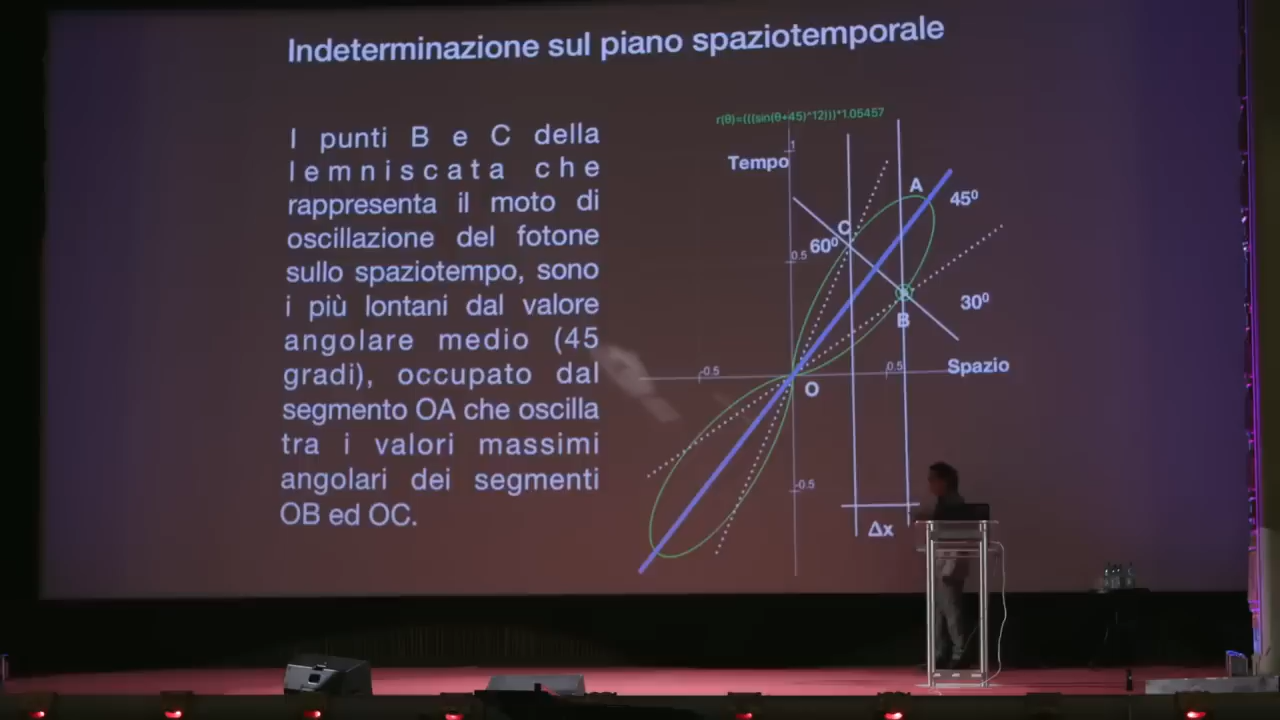 Indeterminazione sul piano spaziotemporale
I punti B e C della
lemniscata che
rappresenta il moto di
oscillazione del fotone
sullo spaziotempo, sono
i più lontani dal valore
angolare medio (45
gradi), occupato dal
segmento OA che oscilla
tra i valori massimi
angolari dei segmenti
OB ed OC.
r(θ)=(((sin(θ+45)^12)))*1.05457
1
Tempo
A
45⁰
C
60⁰
0.5
30⁰
B
-0.5
0.5
Spazio
O
-0.5
Δx